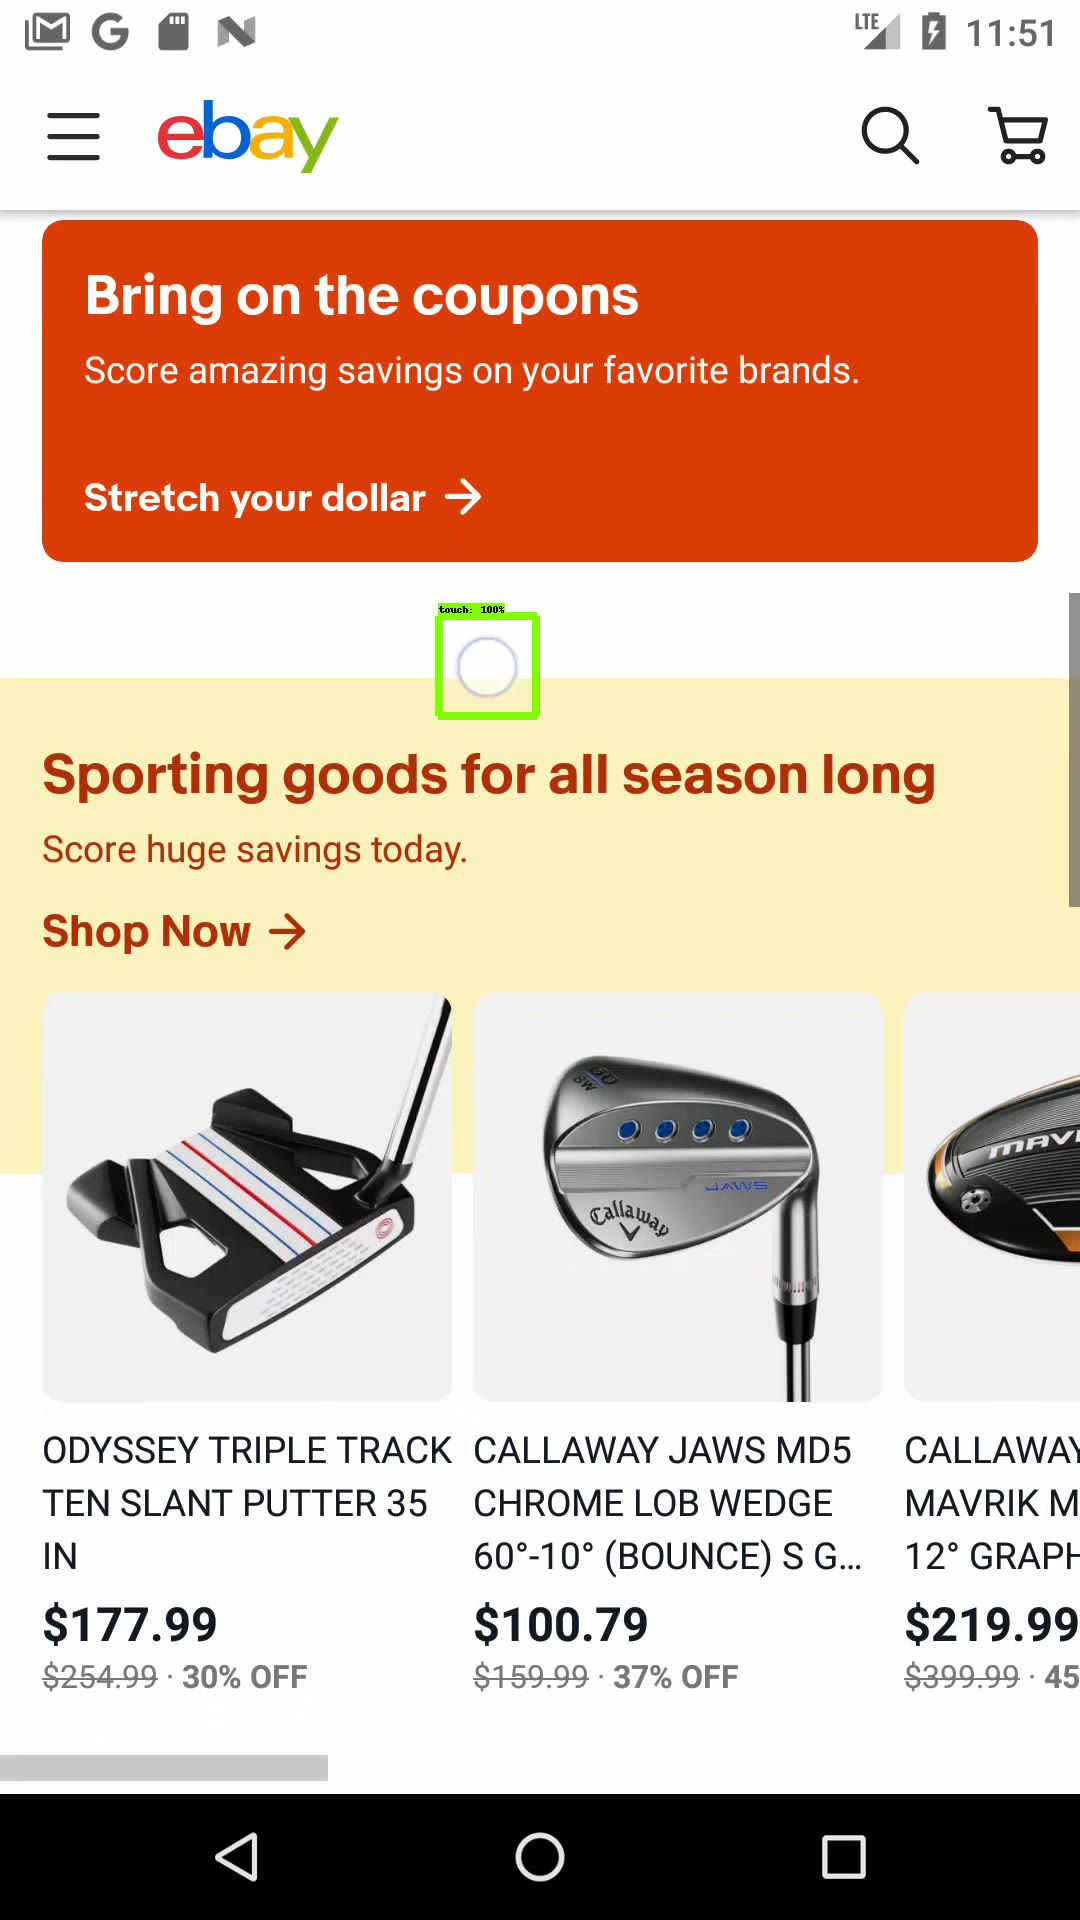 LTE 11:51
ebay
Bring on the coupons
Score amazing savings on your favorite brands.
Stretch your dollar →
touch: 100%
Sporting goods for all season long
Score huge savings today.
Shop Now →
60
8W
JAWS
Callaway
MAVR
ODYSSEY TRIPLE TRACK
TEN SLANT PUTTER 35
IN
$177.99
$254.99 · 30% OFF
CALLAWAY JAWS MD5
CHROME LOB WEDGE
60°-10° (BOUNCE) S G...
$100.79
$159.99 · 37% OFF
CALLAWAY
MAVRIK M
12° GRAPH
$219.99
$399.99 · 45